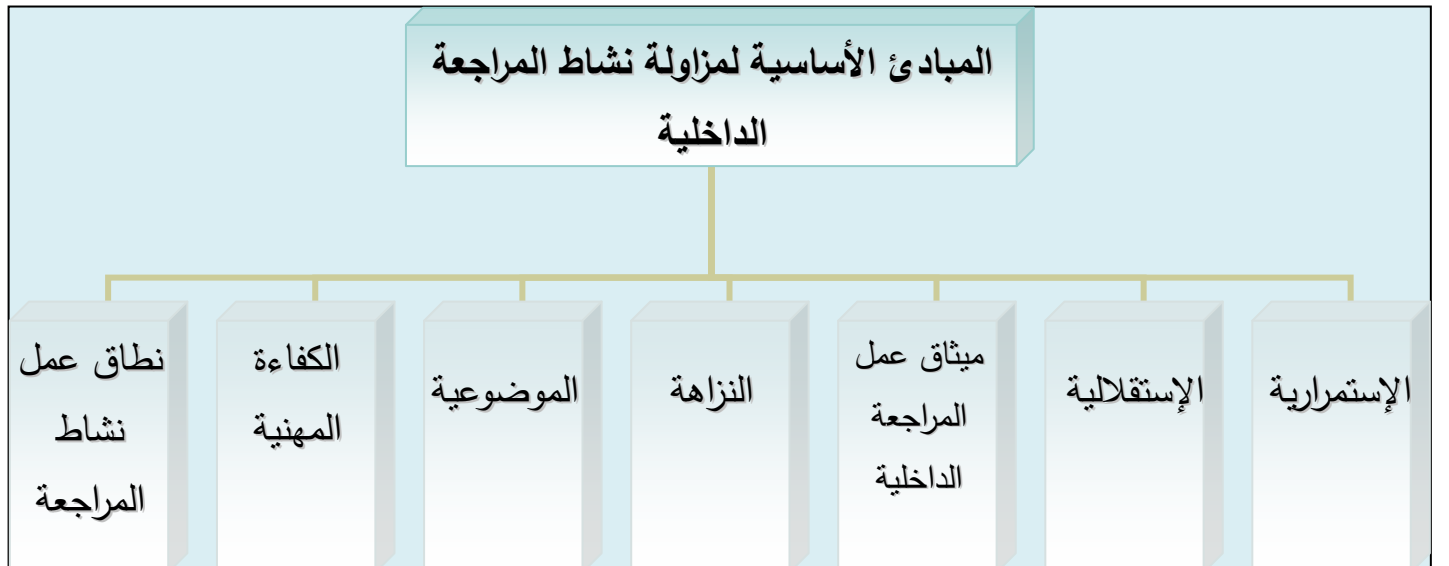 المبادئ الأساسية لمزاولة نشاط المراجعة
الداخلية
الإستمرارية
الإستقلالية
ميثاق عمل
المراجعة
الداخلية
النزاهة
الموضوعية
الكفاءة
المهنية
نطاق عمل
نشاط
المراجعة